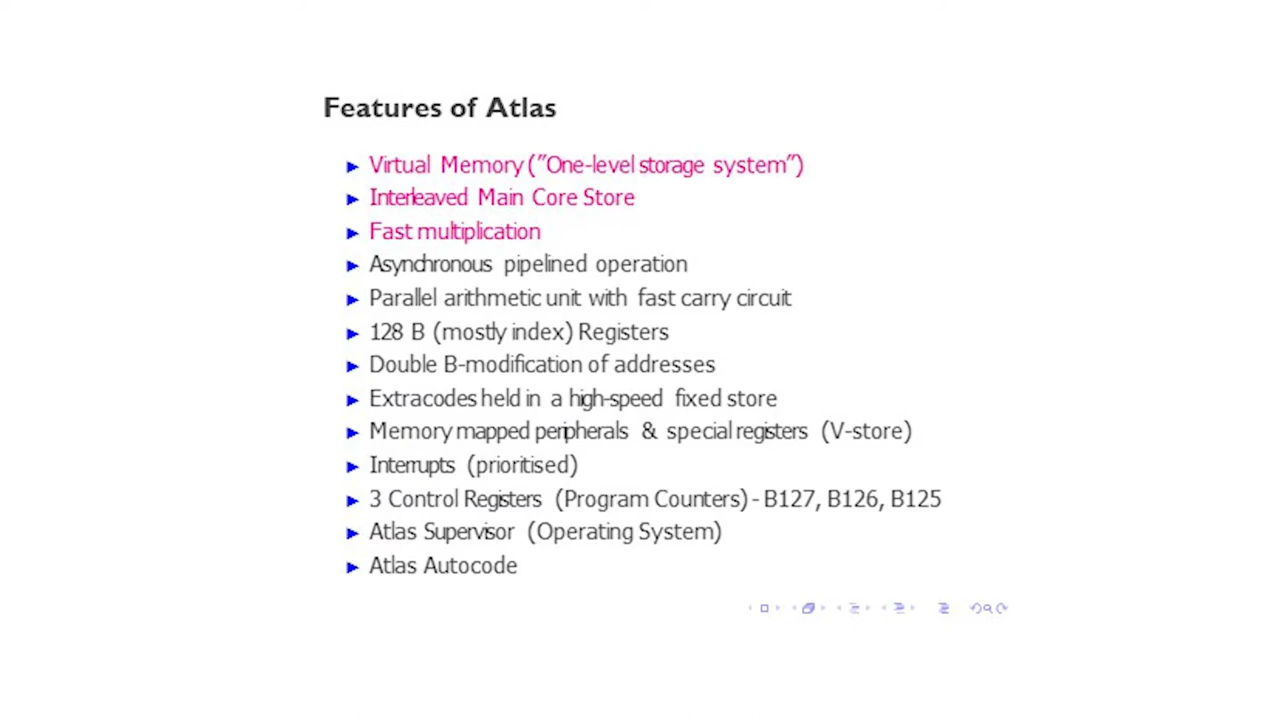 Features of Atlas
Virtual Memory ("One-level storage system")
Interleaved Main Core Store
Fast multiplication
Asynchronous pipelined operation
Parallel arithmetic unit with fast carry circuit
128 B (mostly index) Registers
Double B-modification of addresses
Extracodes held in a high-speed fixed store
Memory mapped peripherals & special registers (V-store)
Interrupts (prioritised)
3 Control Registers (Program Counters) - B127, B126, B125
Atlas Supervisor (Operating System)
Atlas Autocode